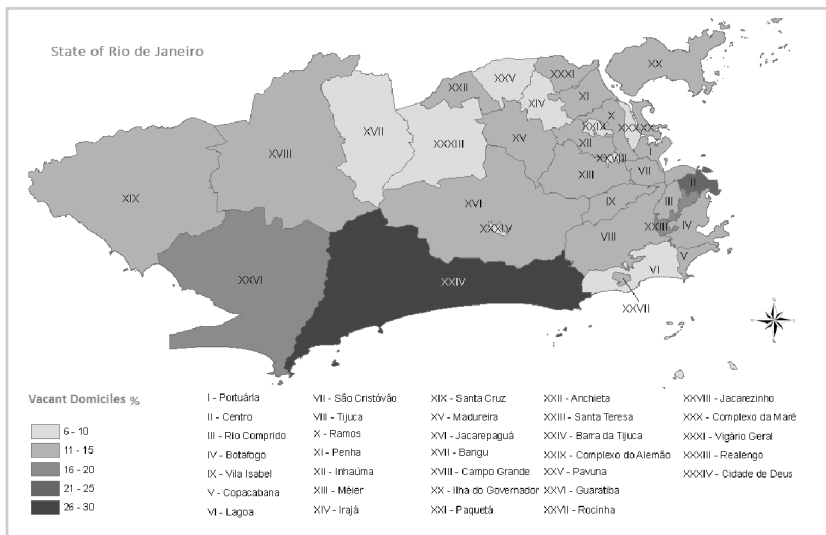 State of Rio de Janeiro
XX
XXV
XXXI
XXII
XIV
XI
X
XVII
XXXIII
XV
XXIX
XXX
I
XII
XVIII
XXVIII
VII
XIII
II
XIX
XVI
IX
III
XXXIV
XXIII
IV
VIII
V
VI
XXVI
XXIV
XXVII
Vacant Domiciles %
6 - 10
11 - 15
16 - 20
21 - 25
26 - 30
I - Portuária
II - Centro
III - Rio Comprido
IV - Botafogo
IX - Vila Isabel
V - Copacabana
VI - Lagoa
VII - São Cristóvão
VIII - Tijuca
X - Ramos
XI - Penha
XII - Inhaúma
XIII - Méier
XIV - Irajá
XIX - Santa Cruz
XV - Madureira
XVI - Jacarepaguá
XVII - Bangu
XVIII - Campo Grande
XX - Ilha do Governador
XXI - Paquetá
XXII - Anchieta
XXIII - Santa Teresa
XXIV - Barra da Tijuca
XXIX - Complexo do Alemão
XXV - Pavuna
XXVI - Guaratiba
XXVII - Rocinha
XXVIII - Jacarezinho
XXX - Complexo da Maré
XXXI - Vigário Geral
XXXIII - Realengo
XXXIV - Cidade de Deus